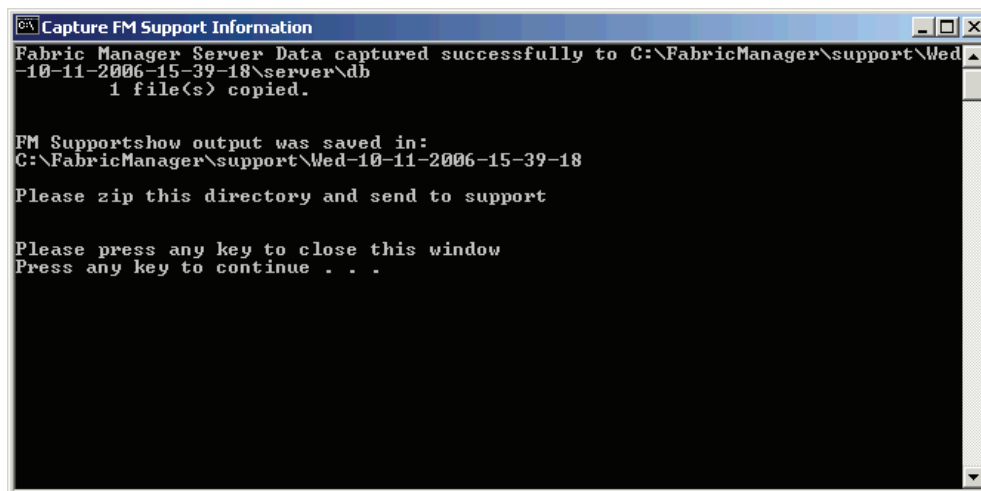 Capture FM Support Information
Fabric Manager Server Data captured successfully to C:\FabricManager\support\Wed
-10-11-2006-15-39-18\server\db
1 file(s) copied.
FM Supportshow output was saved in:
C:\FabricManager\support\Wed-10-11-2006-15-39-18
Please zip this directory and send to support
Please press any key to close this window
Press any key to continue . . .